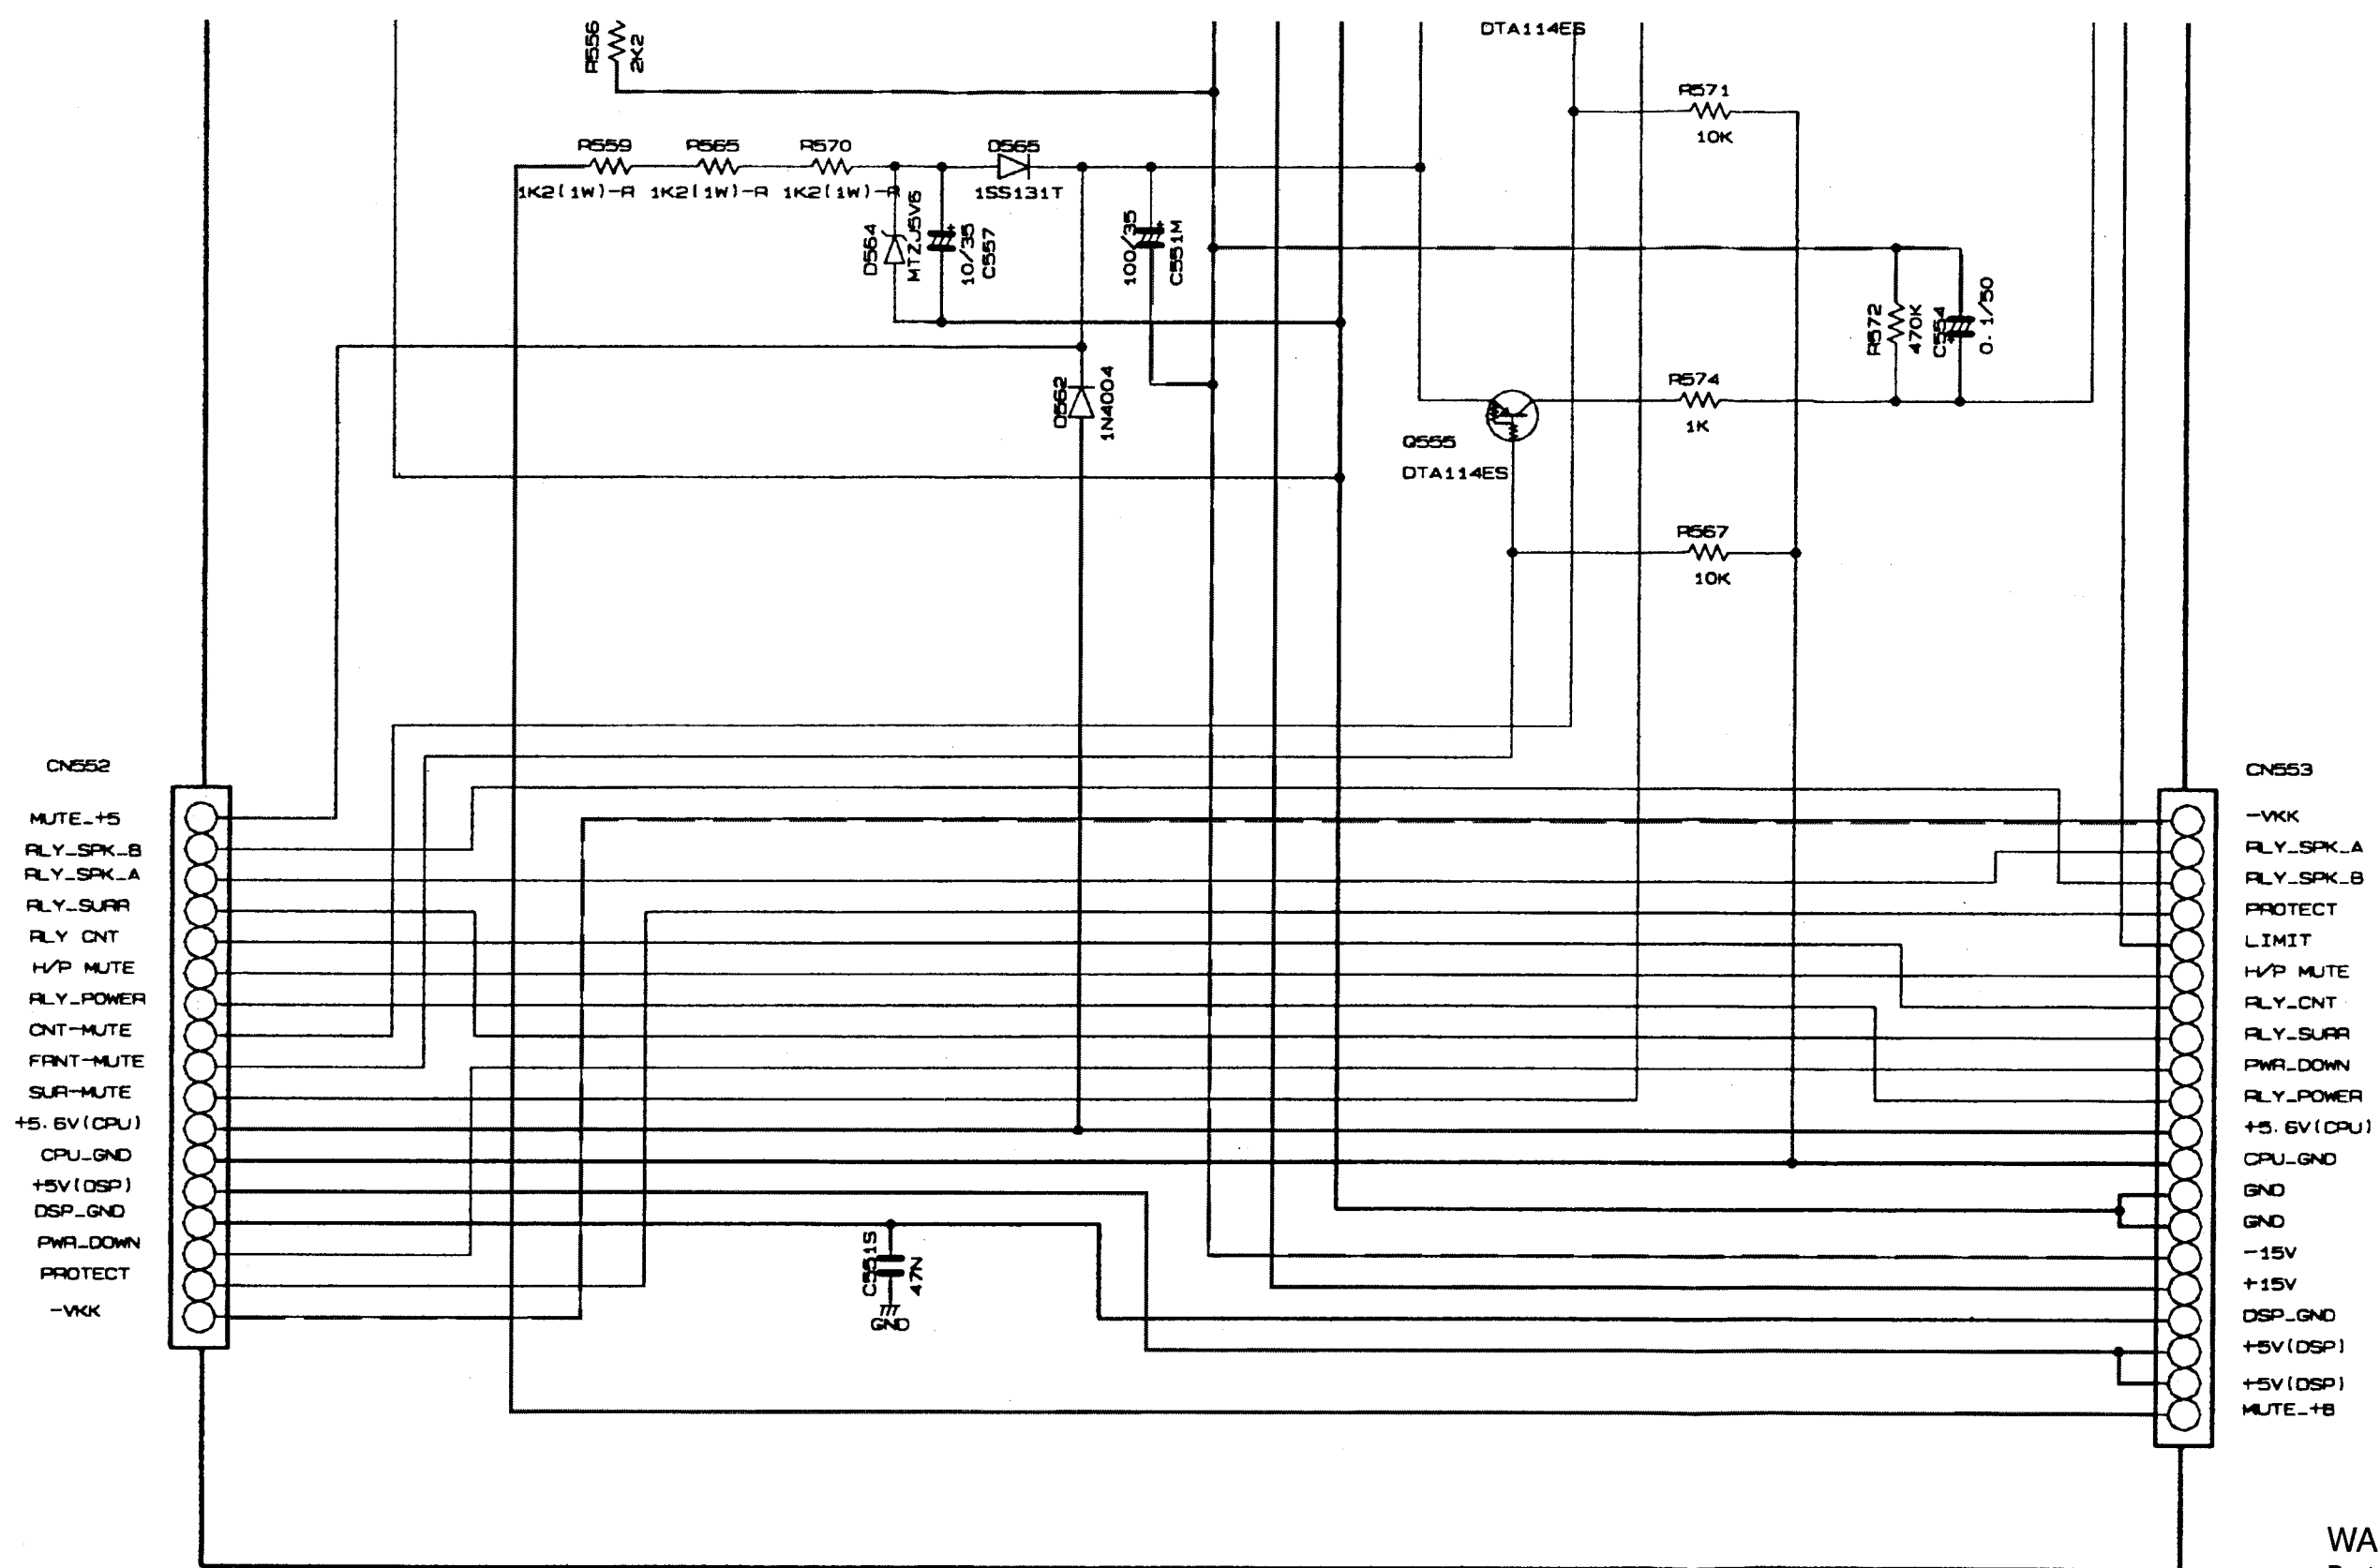 R556
2K2
DTA114ES
R571
10K
R559
R565
R570
D565
1K2(1W)-R
1K2(1W)-R
1K2(1W)-R
1SS131T
D564
MTZJ5V6
10/35
C557
100/35
C551M
R572
470K
C554
0.1/50
D562
1N4004
R574
1K
Q555
DTA114ES
R567
10K
CN552
MUTE_+5
RLY_SPK_B
RLY_SPK_A
RLY_SURR
RLY CNT
H/P MUTE
RLY_POWER
CNT-MUTE
FRNT-MUTE
SUR-MUTE
+5.6V(CPU)
CPU_GND
+5V(DSP)
DSP_GND
PWR_DOWN
PROTECT
-VKK
C551S
47N
GND
CN553
-VKK
RLY_SPK_A
RLY_SPK_B
PROTECT
LIMIT
H/P MUTE
RLY_CNT
RLY_SURR
PWR_DOWN
RLY_POWER
+5.6V(CPU)
CPU_GND
GND
GND
-15V
+15V
DSP_GND
+5V(DSP)
+5V(DSP)
MUTE_+B
WA